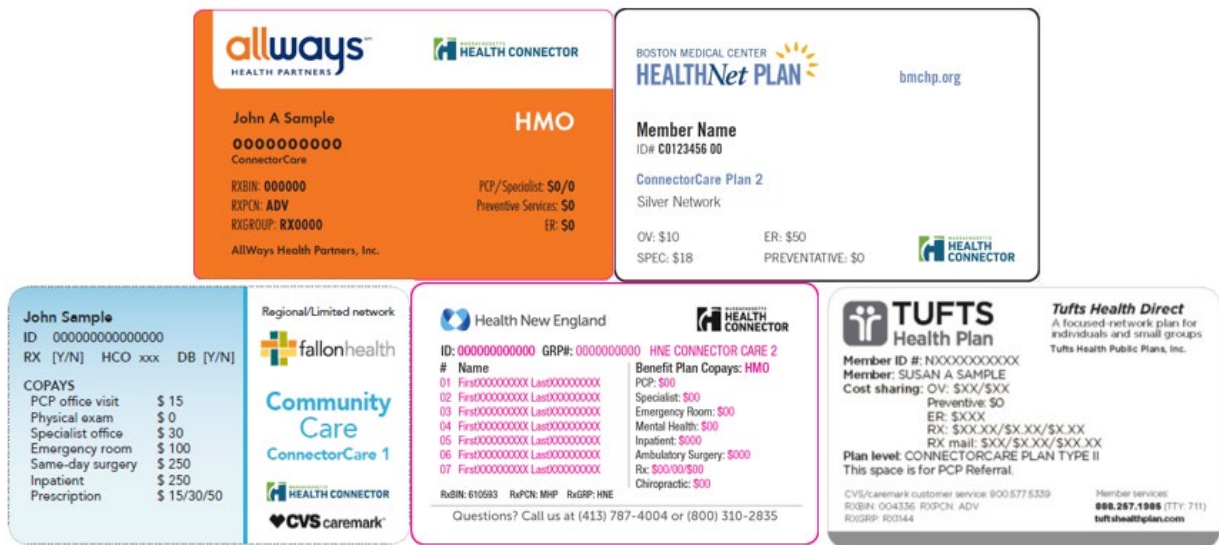 allways
HEALTH PARTNERS
MASSACHUSETTS
HEALTH CONNECTOR
John A Sample
HMO
0000000000
ConnectorCare
RXBIN: 000000
PCP/Specialist: $0/0
RXPCN: ADV
Preventive Services: $0
RXGROUP: RX0000
ER: $0
AllWays Health Partners, Inc.
BOSTON MEDICAL CENTER
HEALTHNet PLAN
bmchp.org
Member Name
ID# C0123456 00
ConnectorCare Plan 2
Silver Network
OV: $10
ER: $50
SPEC: $18
PREVENTATIVE: $0
MASSACHUSETTS
HEALTH
CONNECTOR
John Sample
ID 000000000000000
RX [Y/N] HCO xxx DB [Y/N]
COPAYS
PCP office visit $ 15
Physical exam $ 0
Specialist office $ 30
Emergency room $ 100
Same-day surgery $ 250
Inpatient $ 250
Prescription $ 15/30/50
Regional/Limited network
fallonhealth
Community
Care
ConnectorCare 1
MASSACHUSETTS
HEALTH CONNECTOR
CVS caremark
Health New England
MASSACHUSETTS
HEALTH
CONNECTOR
ID: 000000000000 GRP#: 0000000000 HNE CONNECTOR CARE 2
# Name
01 FirstXXXXXXXXX LastXXXXXXXXX
02 FirstXXXXXXXXX LastXXXXXXXXX
03 FirstXXXXXXXXX LastXXXXXXXXX
04 FirstXXXXXXXXX LastXXXXXXXXX
05 FirstXXXXXXXXX LastXXXXXXXXX
06 FirstXXXXXXXXX LastXXXXXXXXX
07 FirstXXXXXXXXX LastXXXXXXXXX
Benefit Plan Copays: HMO
PCP: $00
Specialist: $00
Emergency Room: $00
Mental Health: $00
Inpatient: $000
Ambulatory Surgery: $000
Rx: $00/00/$00
Chiropractic: $00
RxBIN: 610593 RxPCN: MHP RxGRP: HNE
Questions? Call us at (413) 787-4004 or (800) 310-2835
TUFTS
Health Plan
Tufts Health Direct
A focused-network plan for
individuals and small groups
Tufts Health Public Plans, Inc.
Member ID #: NXXXXXXXXXX
Member: SUSAN A SAMPLE
Cost sharing: OV: $XX/$XX
Preventive: $0
ER: $XXX
RX: $XX.XX/$X.XX/$X.XX
RX mail: $XX/$X.XX/$XX.XX
Plan level: CONNECTORCARE PLAN TYPE II
This space is for PCP Referral.
CVS/caremark customer service: 800.577.5339
RXBIN: 004336 RXPCN: ADV
RXGRP: RX1144
Member services:
888.257.1985 (TTY: 711)
tuftshealthplan.com